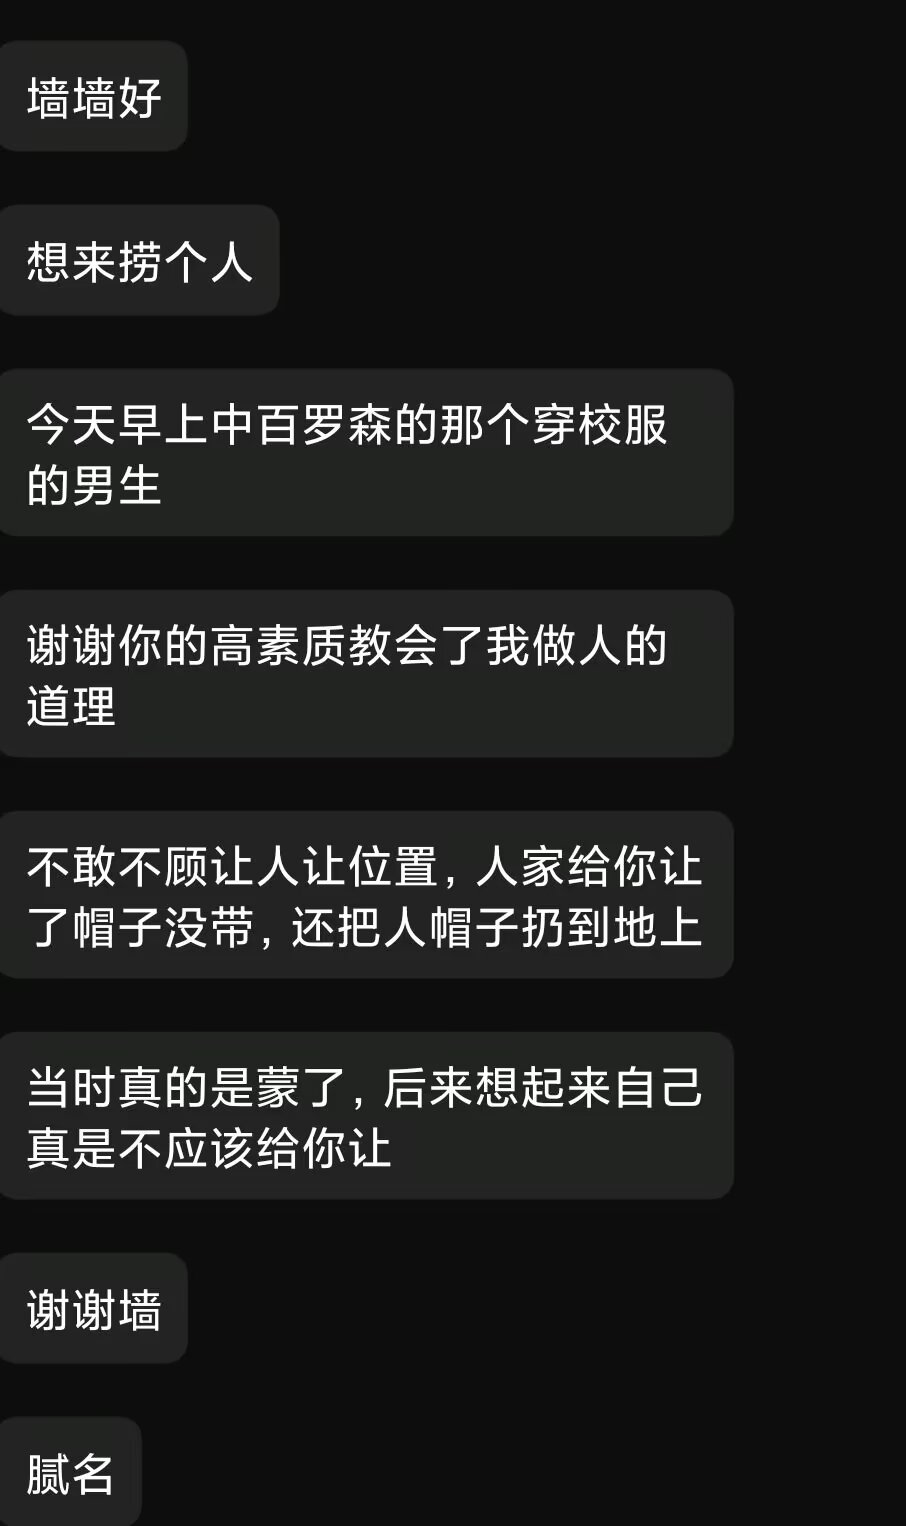 墙墙好
想来捞个人
今天早上中百罗森的那个穿校服
的男生
谢谢你的高素质教会了我做人的
道理
不敢不顾让人让位置，人家给你让
了帽子没带，还把人帽子扔到地上
当时真的是蒙了，后来想起来自己
真是不应该给你让
谢谢墙
腻名